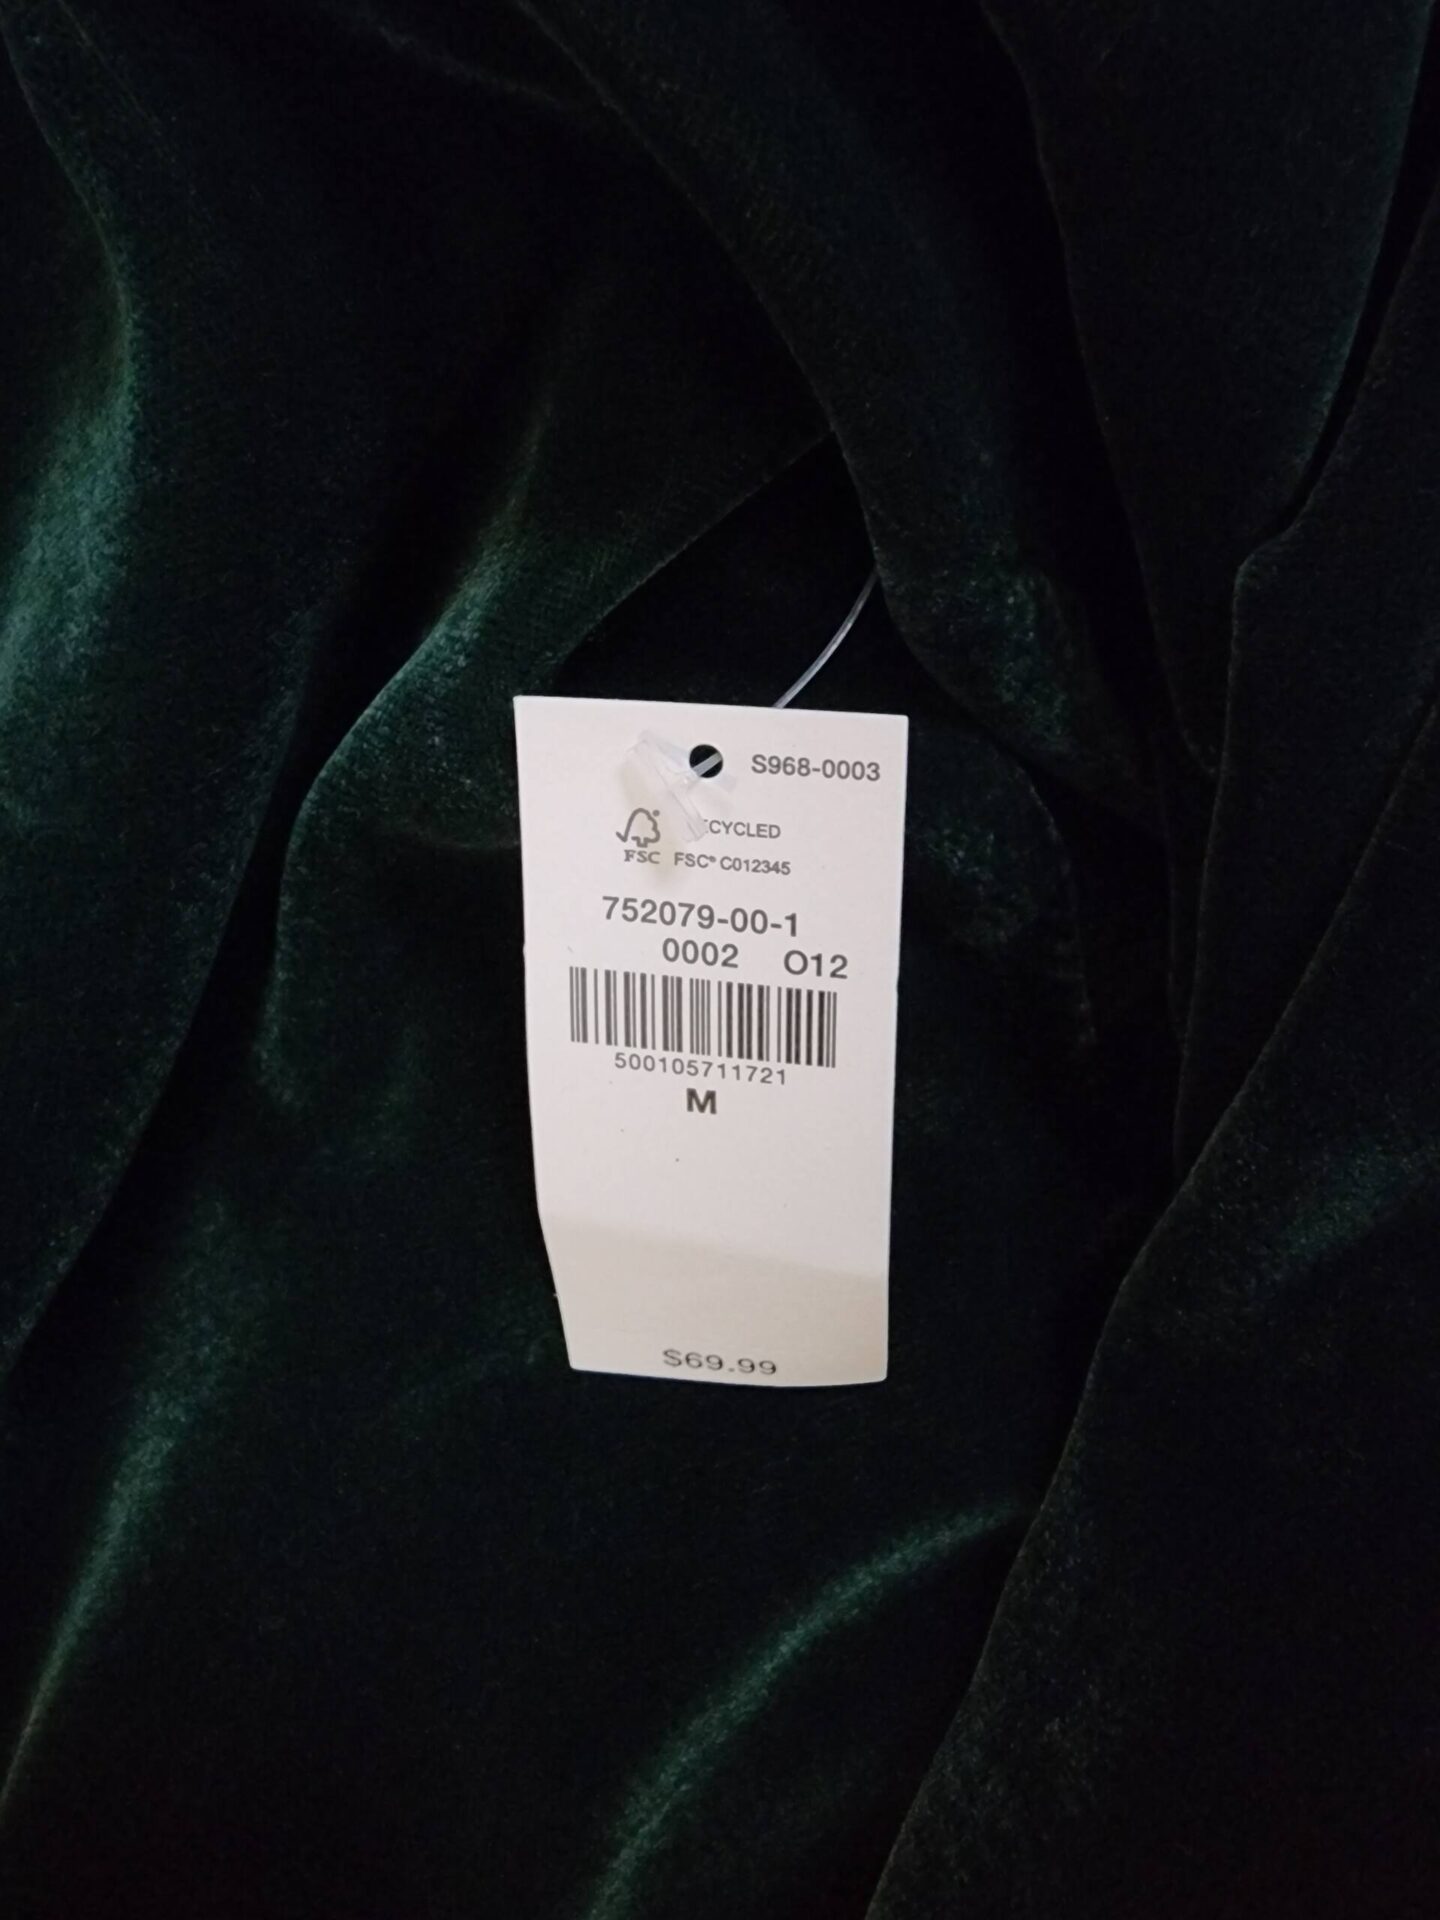 S968-0003
ECYCLED
FSC FSC® C012345
752079-00-1
0002 O12
500105711721
M
$69.99